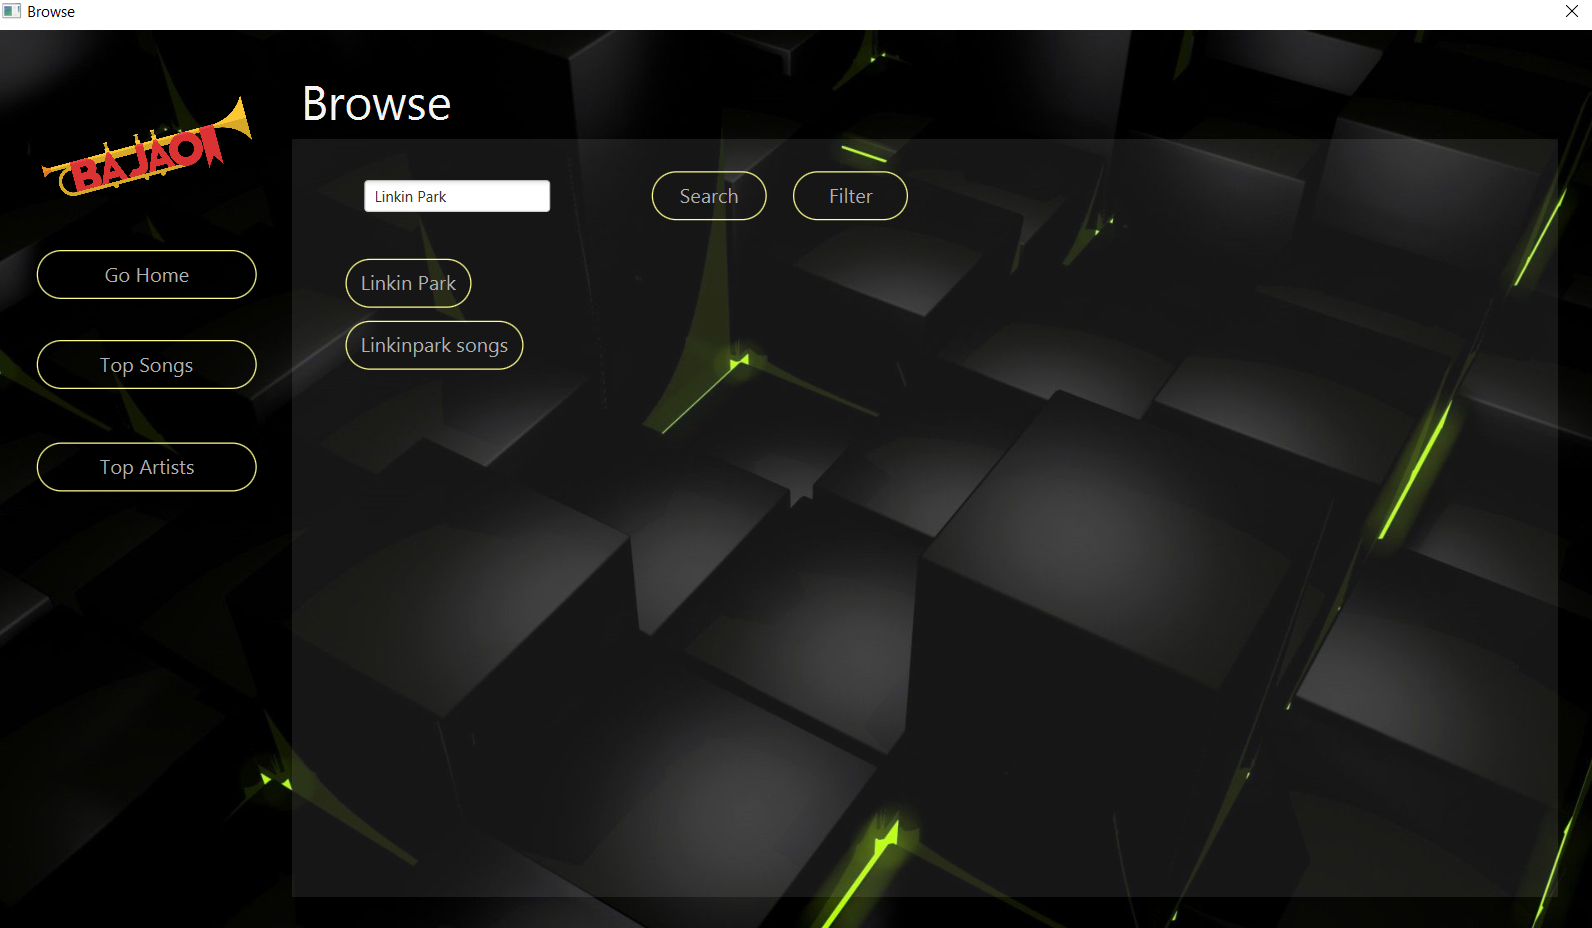 Browse
BAJAO
Browse
Linkin Park
Search
Filter
Go Home
Linkin Park
Linkinpark songs
Top Songs
Top Artists